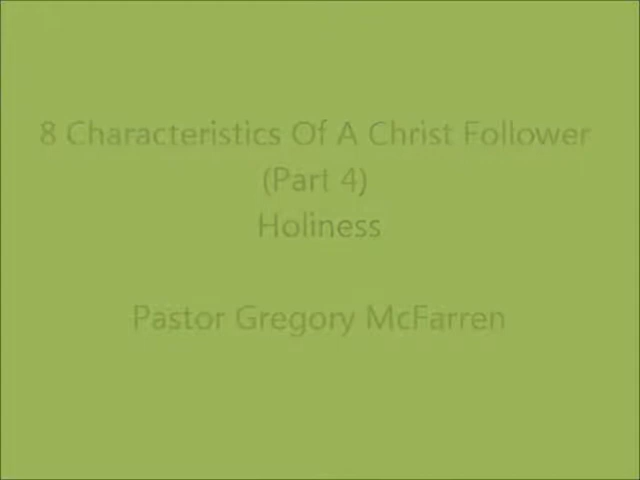 8 Characteristics Of A Christ Follower
(Part 4)
Holiness
Pastor Gregory McFarren